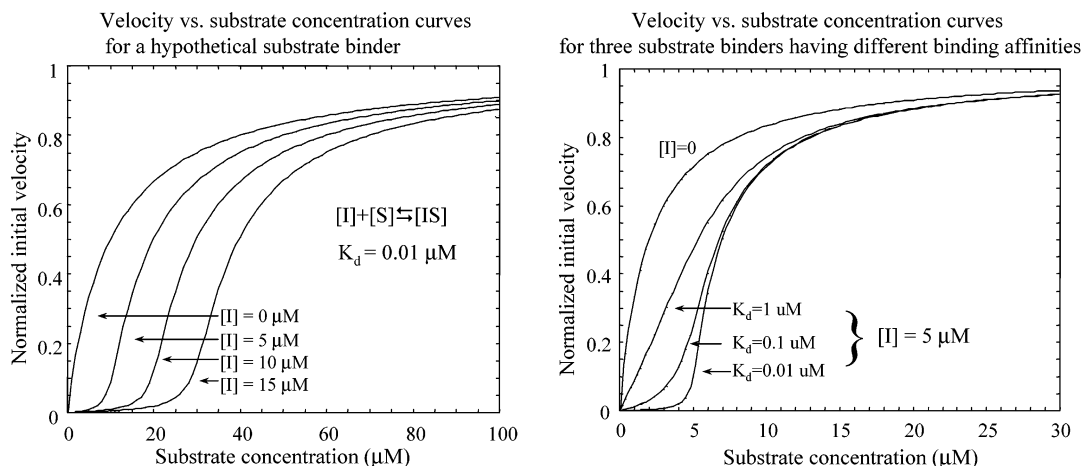 Velocity vs. substrate concentration curves
for a hypothetical substrate binder
Normalized initial velocity
1
0.8
0.6
0.4
0.2
0
[I]+[S]⇆[IS]
Kd = 0.01 μM
[I] = 0 μM
[I] = 5 μM
[I] = 10 μM
[I] = 15 μM
0 20 40 60 80 100
Substrate concentration (μM)
Velocity vs. substrate concentration curves
for three substrate binders having different binding affinities
Normalized initial velocity
1
0.8
0.6
0.4
0.2
0
[I]=0
Kd=1 uM
Kd=0.1 uM
Kd=0.01 uM
} [I] = 5 μM
0 5 10 15 20 25 30
Substrate concentration (μM)